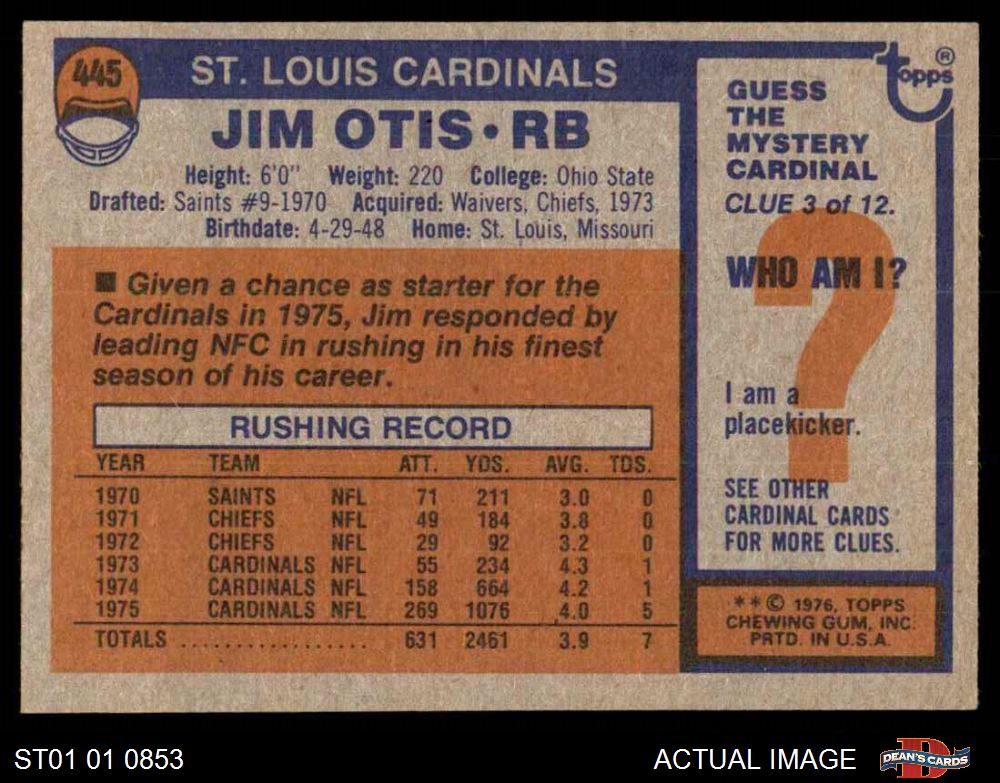 445
ST. LOUIS CARDINALS
JIM OTIS • RB
Height: 6'0" Weight: 220 College: Ohio State
Drafted: Saints #9-1970 Acquired: Waivers, Chiefs, 1973
Birthdate: 4-29-48 Home: St. Louis, Missouri
■ Given a chance as starter for the
Cardinals in 1975, Jim responded by
leading NFC in rushing in his finest
season of his career.
RUSHING RECORD
YEAR TEAM ATT. YDS. AVG. TDS.
1970 SAINTS NFL 71 211 3.0 0
1971 CHIEFS NFL 49 184 3.8 0
1972 CHIEFS NFL 29 92 3.2 0
1973 CARDINALS NFL 55 234 4.3 1
1974 CARDINALS NFL 158 664 4.2 1
1975 CARDINALS NFL 269 1076 4.0 5
TOTALS ................. 631 2461 3.9 7
topps®
GUESS
THE
MYSTERY
CARDINAL
CLUE 3 of 12.
?
WHO AM I?
I am a
placekicker.
SEE OTHER
CARDINAL CARDS
FOR MORE CLUES.
**© 1976, TOPPS
CHEWING GUM, INC.
PRTD. IN U.S.A.
ST01 01 0853
ACTUAL IMAGE
D
DEAN'S CARDS